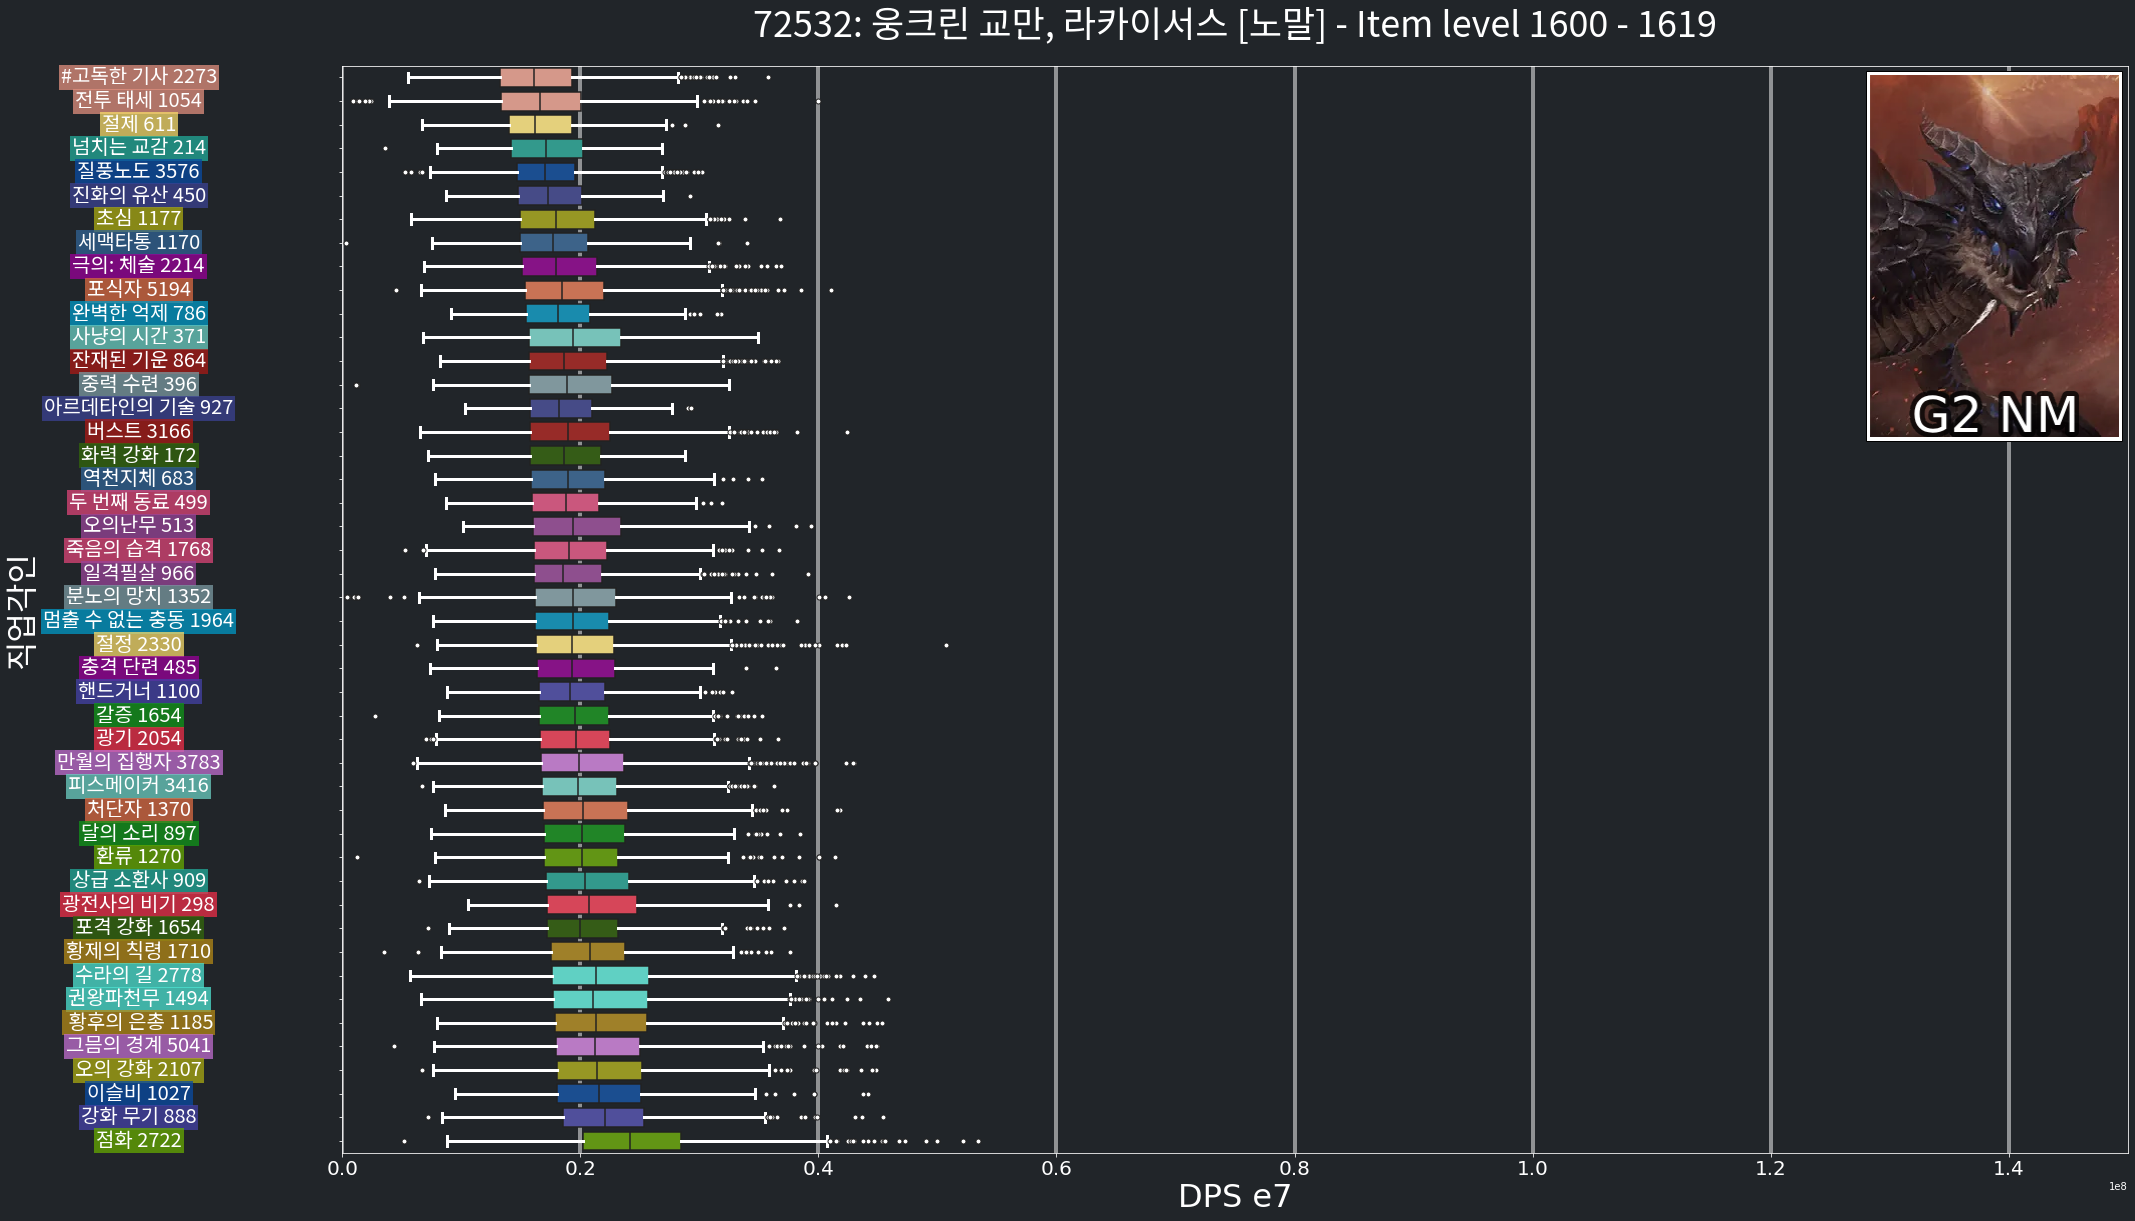 72532: 웅크린 교만, 라카이서스 [노말] - Item level 1600 - 1619
#고독한 기사 2273
전투 태세 1054
절제 611
넘치는 교감 214
질풍노도 3576
진화의 유산 450
초심 1177
세맥타통 1170
극의: 체술 2214
포식자 5194
완벽한 억제 786
사냥의 시간 371
잔재된 기운 864
중력 수련 396
아르데타인의 기술 927
버스트 3166
화력 강화 172
역천지체 683
두 번째 동료 499
오의난무 513
죽음의 습격 1768
일격필살 966
분노의 망치 1352
멈출 수 없는 충동 1964
절정 2330
충격 단련 485
핸드거너 1100
갈증 1654
광기 2054
만월의 집행자 3783
피스메이커 3416
처단자 1370
달의 소리 897
환류 1270
상급 소환사 909
광전사의 비기 298
포격 강화 1654
황제의 칙령 1710
수라의 길 2778
권왕파천무 1494
황후의 은총 1185
그믐의 경계 5041
오의 강화 2107
이슬비 1027
강화 무기 888
점화 2722
직업각인
G2 NM
0.0 0.2 0.4 0.6 0.8 1.0 1.2 1.4
1e8
DPS e7